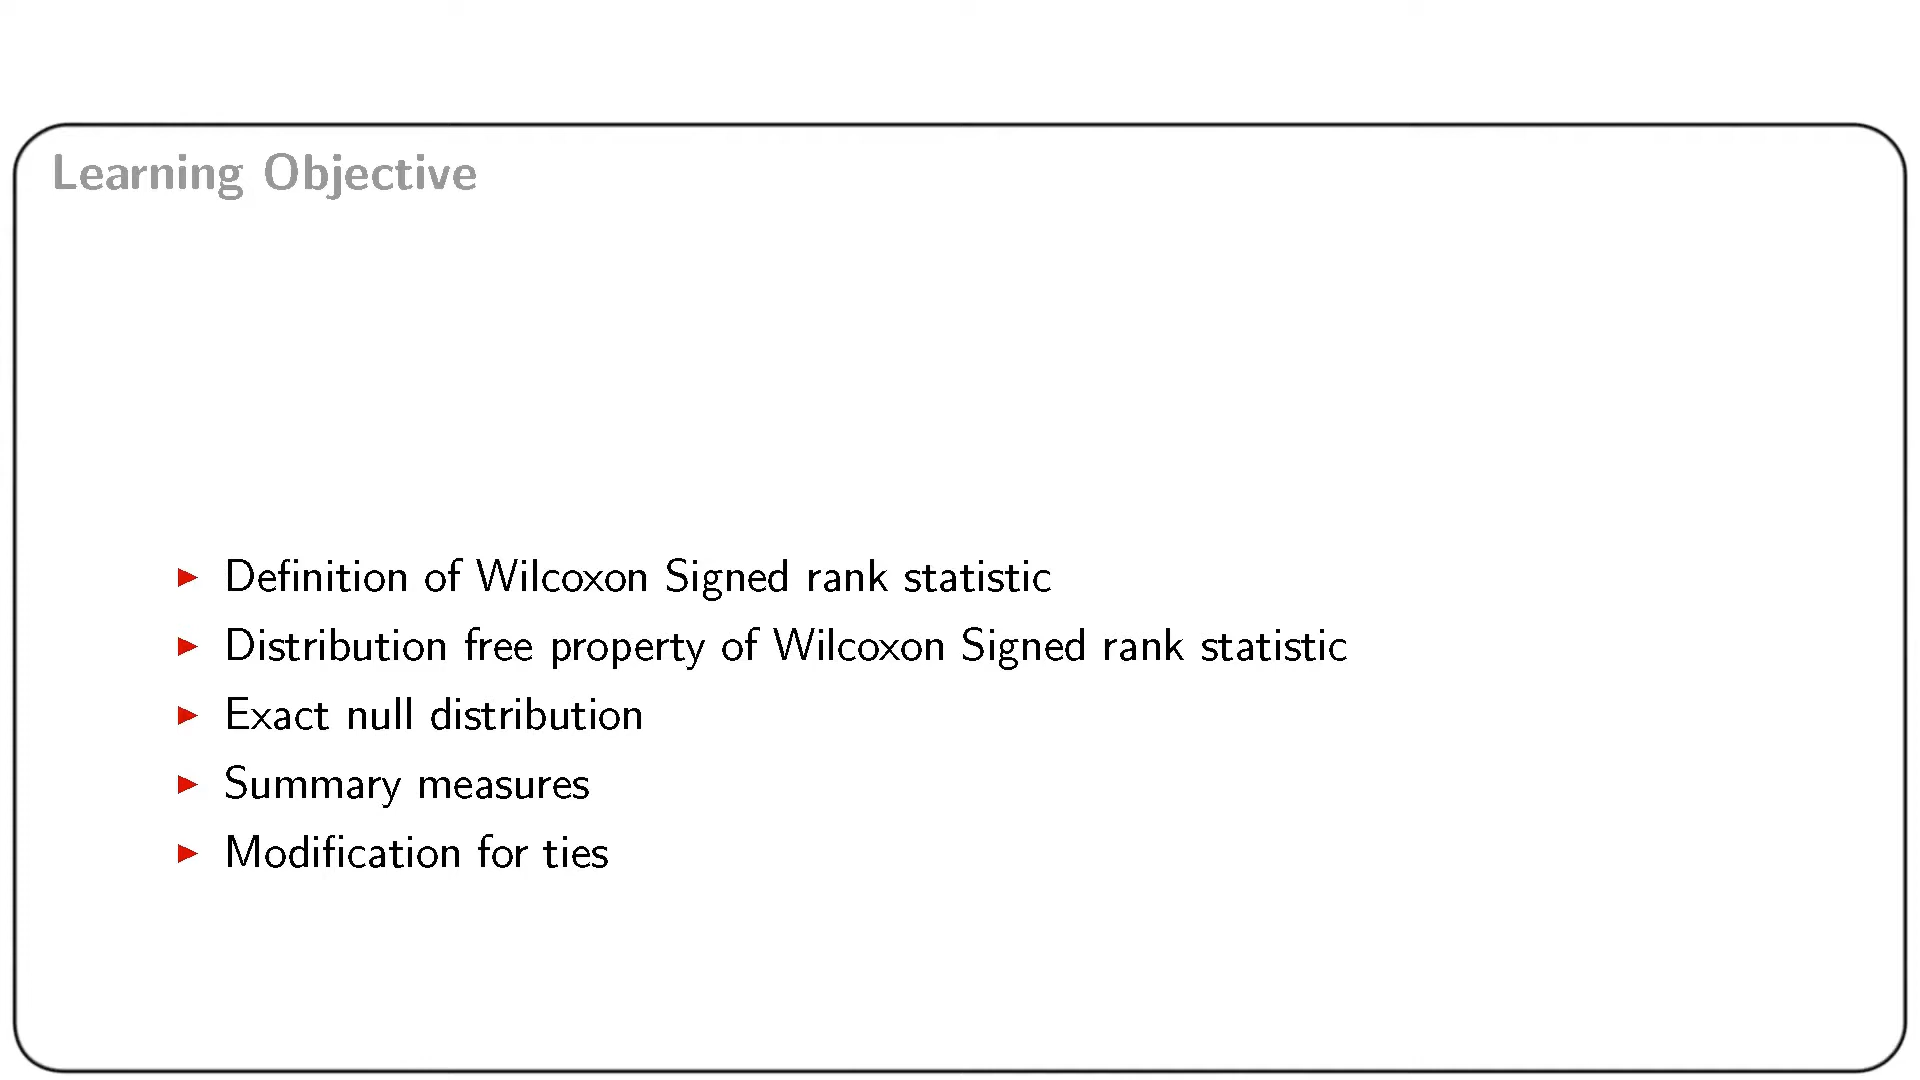 Learning Objective
Definition of Wilcoxon Signed rank statistic
Distribution free property of Wilcoxon Signed rank statistic
Exact null distribution
Summary measures
Modification for ties